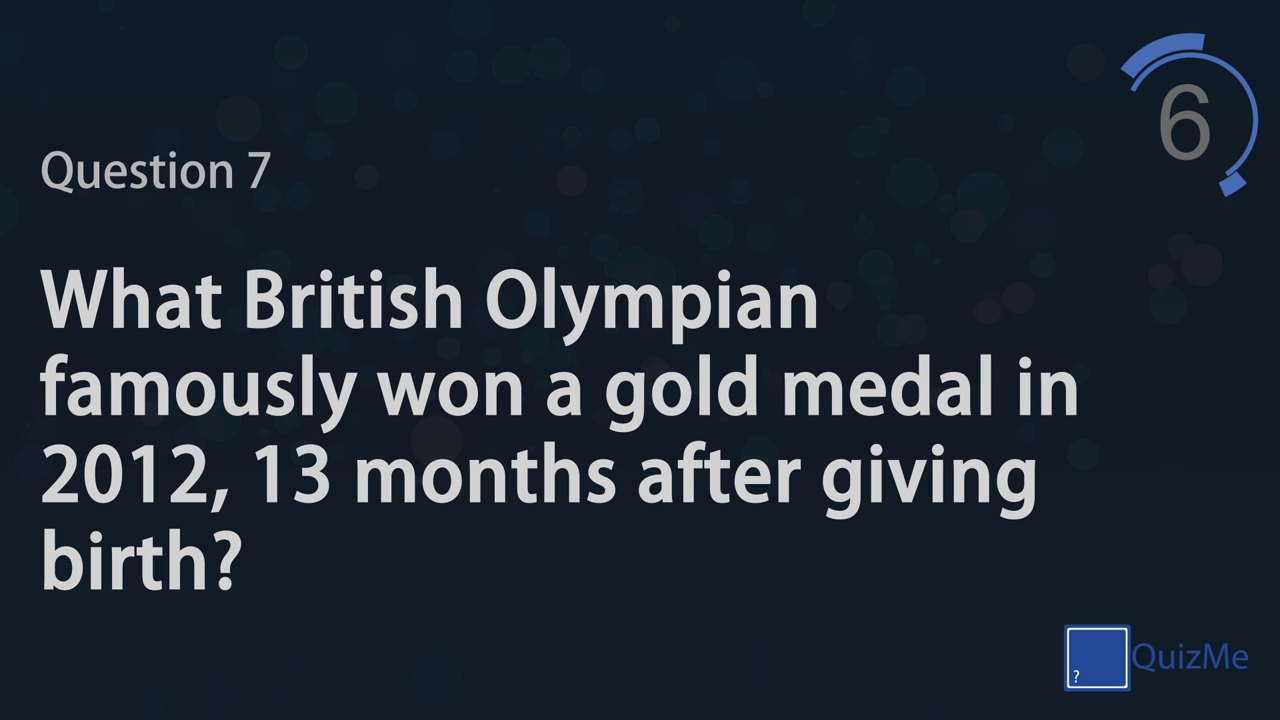 6
Question 7
What British Olympian
famously won a gold medal in
2012, 13 months after giving
birth?
?
QuizMe